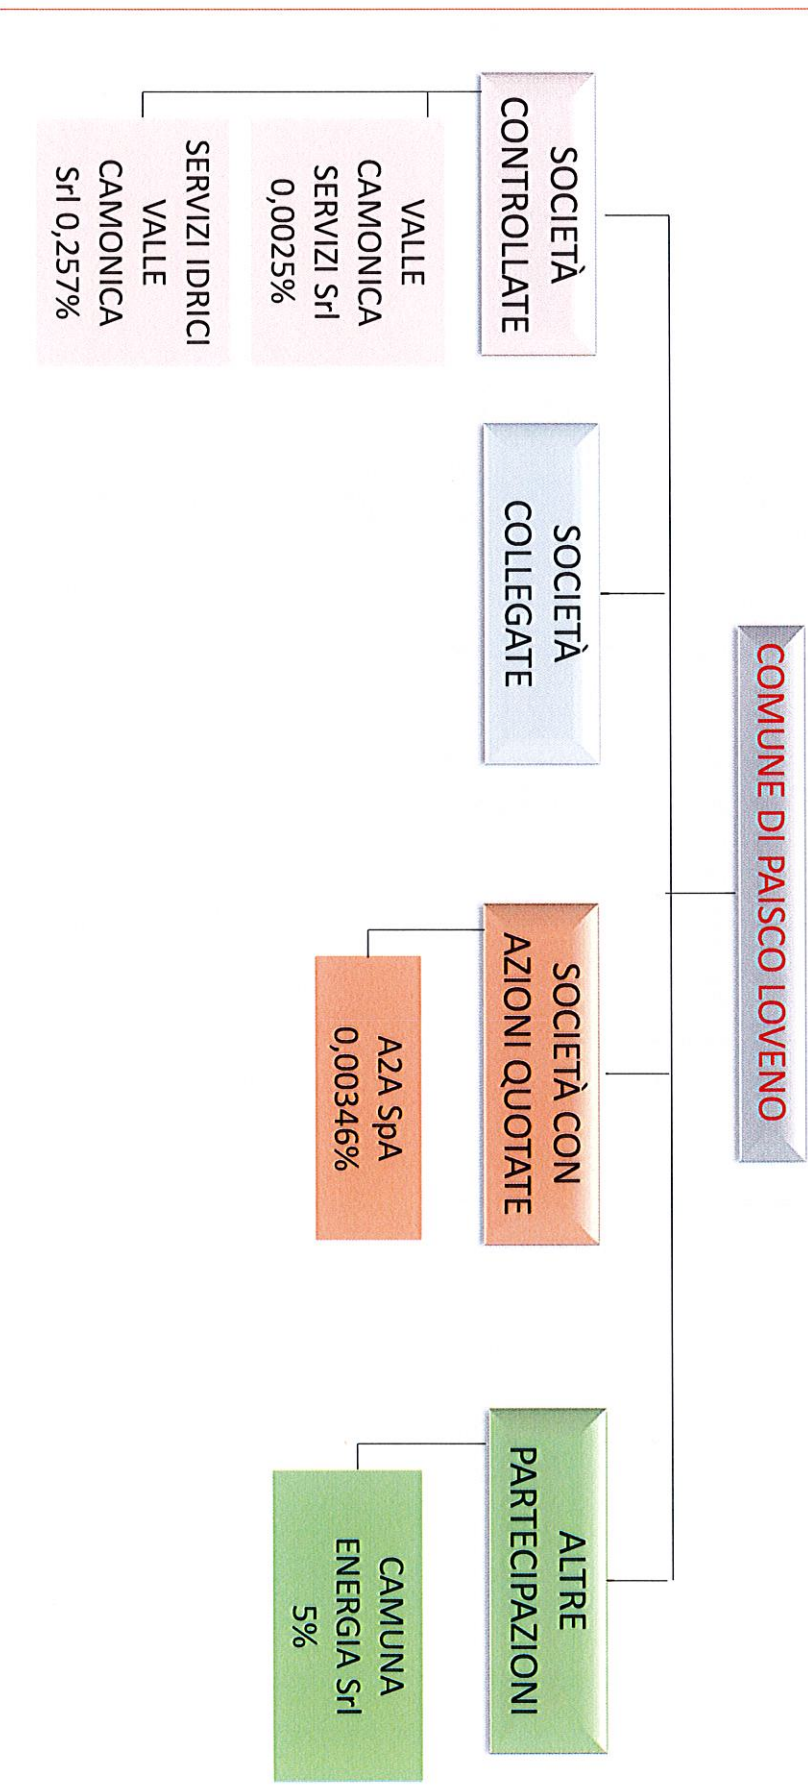 COMUNE DI PAISCO LOVENO
SOCIETÀ
CONTROLLATE
VALLE
CAMONICA
SERVIZI Srl
0,0025%
SERVIZI IDRICI
VALLE
CAMONICA
Srl 0,257%
SOCIETÀ
COLLEGATE
SOCIETÀ CON
AZIONI QUOTATE
A2A SpA
0,00346%
ALTRE
PARTECIPAZIONI
CAMUNA
ENERGIA Srl
5%